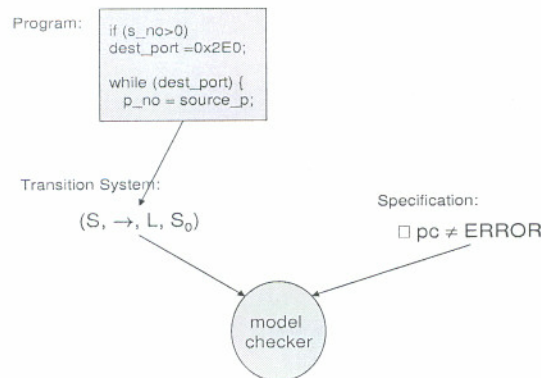 Program:
if (s_no>0)
dest_port =0x2E0;
while (dest_port) {
p_no = source_p;
Transition System:
(S, →, L, S₀)
Specification:
□ pc ≠ ERROR
model
checker